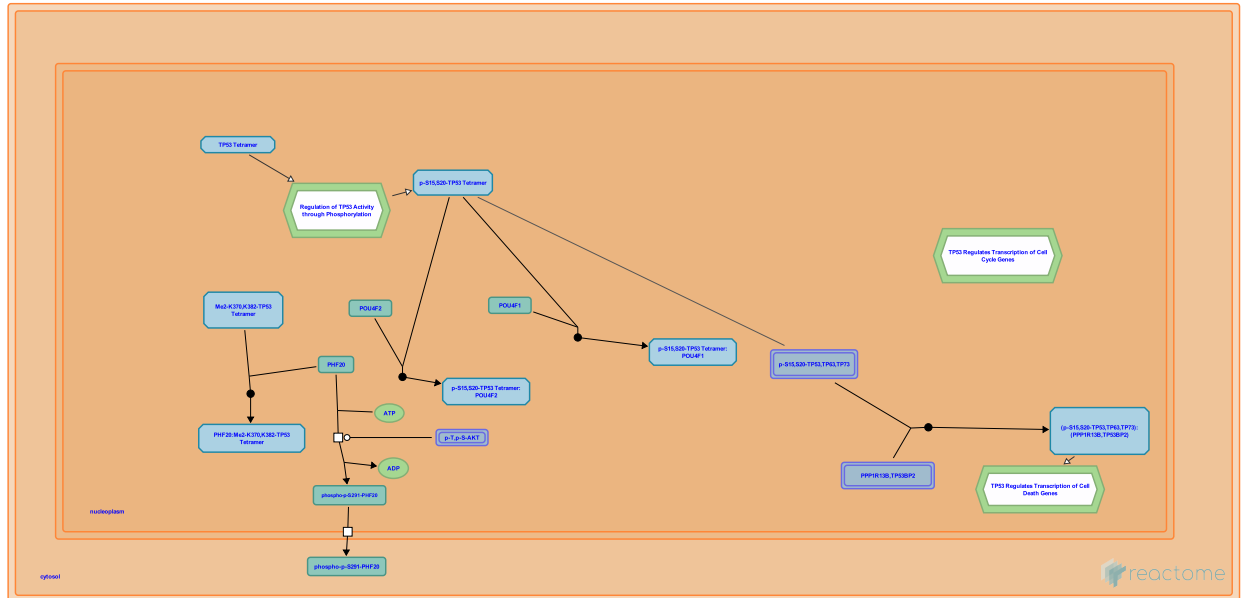 TP53 Tetramer
p-S15,S20-TP53 Tetramer
Regulation of TP53 Activity
through Phosphorylation
TP53 Regulates Transcription of Cell
Cycle Genes
Me2-K370,K382-TP53
Tetramer
POU4F2
POU4F1
p-S15,S20-TP53 Tetramer:
POU4F1
PHF20
p-S15,S20-TP53,TP63,TP73
p-S15,S20-TP53 Tetramer:
POU4F2
ATP
PHF20:Me2-K370,K382-TP53
Tetramer
p-T,p-S-AKT
(p-S15,S20-TP53,TP63,TP73):
(PPP1R13B,TP53BP2)
ADP
PPP1R13B,TP53BP2
TP53 Regulates Transcription of Cell
Death Genes
phospho-p-S291-PHF20
nucleoplasm
phospho-p-S291-PHF20
cytosol
reactome